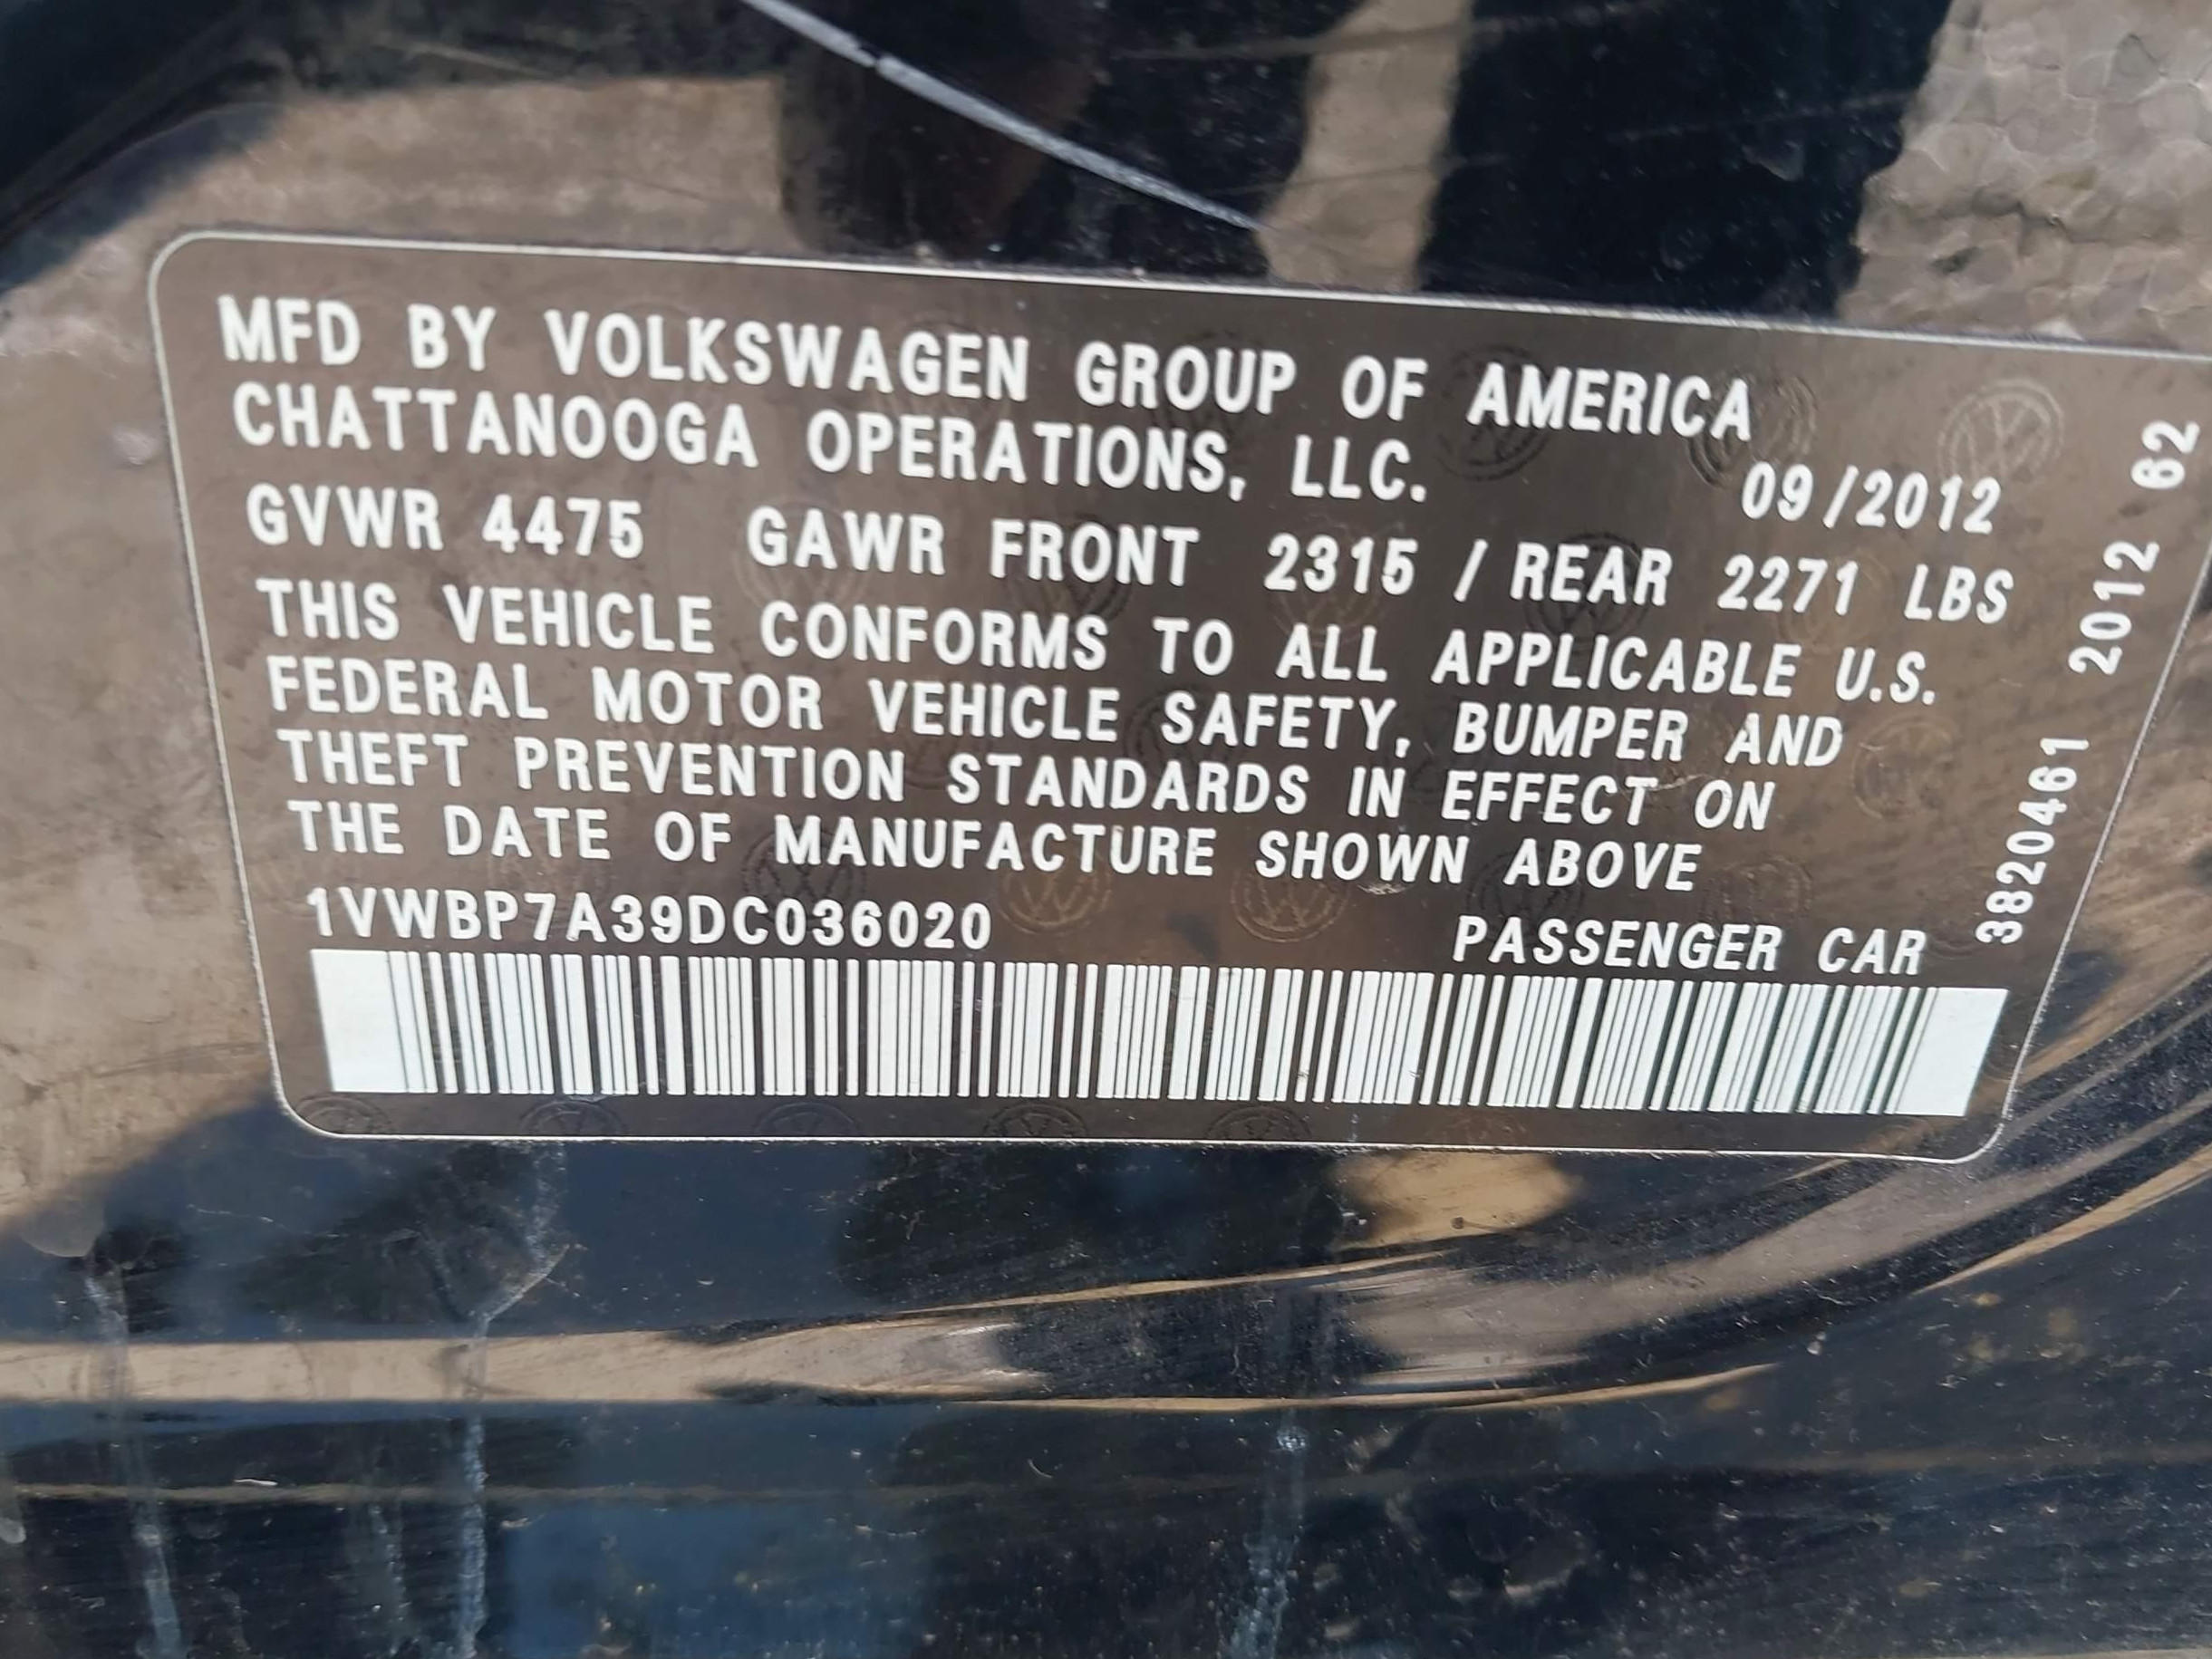 MFD BY VOLKSWAGEN GROUP OF AMERICA
CHATTANOOGA OPERATIONS, LLC. 09/2012
GVWR 4475 GAWR FRONT 2315 / REAR 2271 LBS
THIS VEHICLE CONFORMS TO ALL APPLICABLE U.S.
FEDERAL MOTOR VEHICLE SAFETY, BUMPER AND
THEFT PREVENTION STANDARDS IN EFFECT ON
THE DATE OF MANUFACTURE SHOWN ABOVE
1VWBP7A39DC036020 PASSENGER CAR
3820461 2012 62